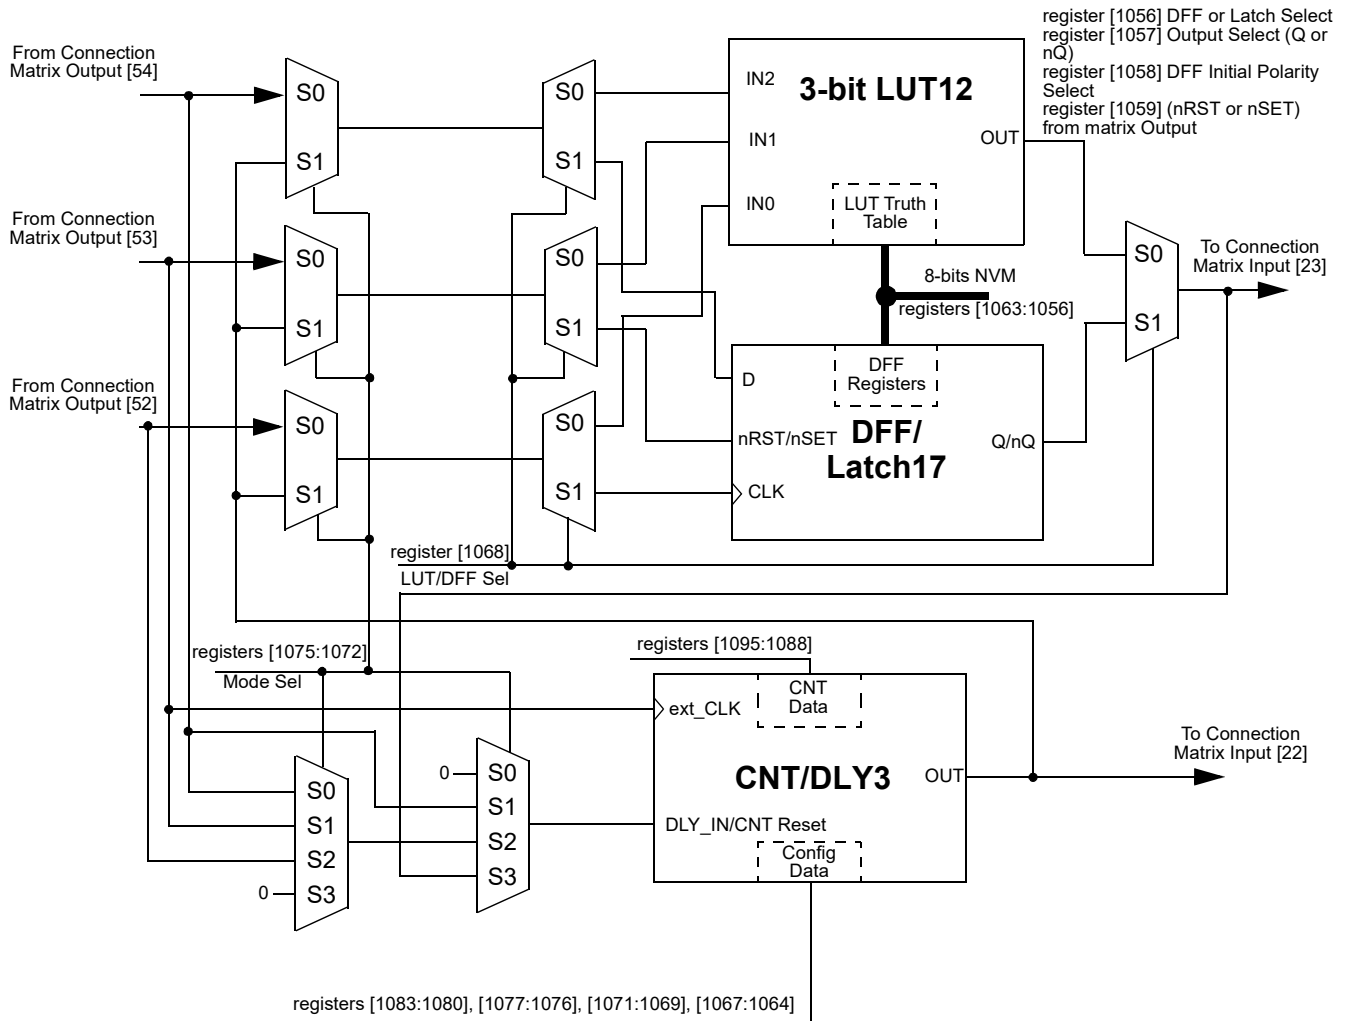 register [1056] DFF or Latch Select
register [1057] Output Select (Q or
nQ)
register [1058] DFF Initial Polarity
Select
register [1059] (nRST or nSET)
from matrix Output
From Connection
Matrix Output [54]
S0
S1
S0
S1
IN2
3-bit LUT12
IN1
OUT
IN0
LUT Truth
Table
From Connection
Matrix Output [53]
S0
S1
S0
S1
8-bits NVM
registers [1063:1056]
S0
S1
To Connection
Matrix Input [23]
From Connection
Matrix Output [52]
S0
S1
S0
S1
DFF
Registers
D
nRST/nSET
DFF/
Latch17
Q/nQ
CLK
register [1068]
LUT/DFF Sel
registers [1075:1072]
Mode Sel
registers [1095:1088]
CNT
Data
ext_CLK
CNT/DLY3
OUT
To Connection
Matrix Input [22]
DLY_IN/CNT Reset
Config
Data
0
S0
S1
S2
S3
S0
S1
S2
0
S3
registers [1083:1080], [1077:1076], [1071:1069], [1067:1064]